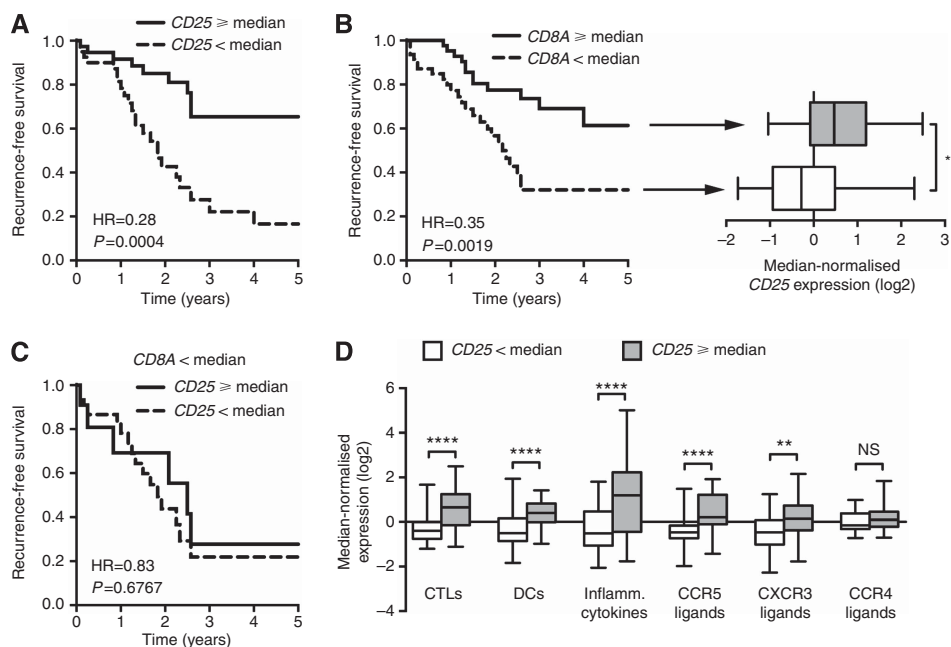 A
CD25 ≥ median
CD25 < median
Recurrence-free survival
1.0
0.8
0.6
0.4
0.2
0.0
HR=0.28
P=0.0004
0 1 2 3 4 5
Time (years)
B
CD8A ≥ median
CD8A < median
Recurrence-free survival
1.0
0.8
0.6
0.4
0.2
0.0
HR=0.35
P=0.0019
0 1 2 3 4 5
Time (years)
*
−2 −1 0 1 2 3
Median-normalised
CD25 expression (log2)
C
CD8A < median
CD25 ≥ median
CD25 < median
Recurrence-free survival
1.0
0.8
0.6
0.4
0.2
0.0
HR=0.83
P=0.6767
0 1 2 3 4 5
Time (years)
D
CD25 < median CD25 ≥ median
Median-normalised
expression (log2)
6
4
2
0
−2
−4
**** **** **** **** ** NS
CTLs DCs Inflamm. CCR5 CXCR3 CCR4
cytokines ligands ligands ligands